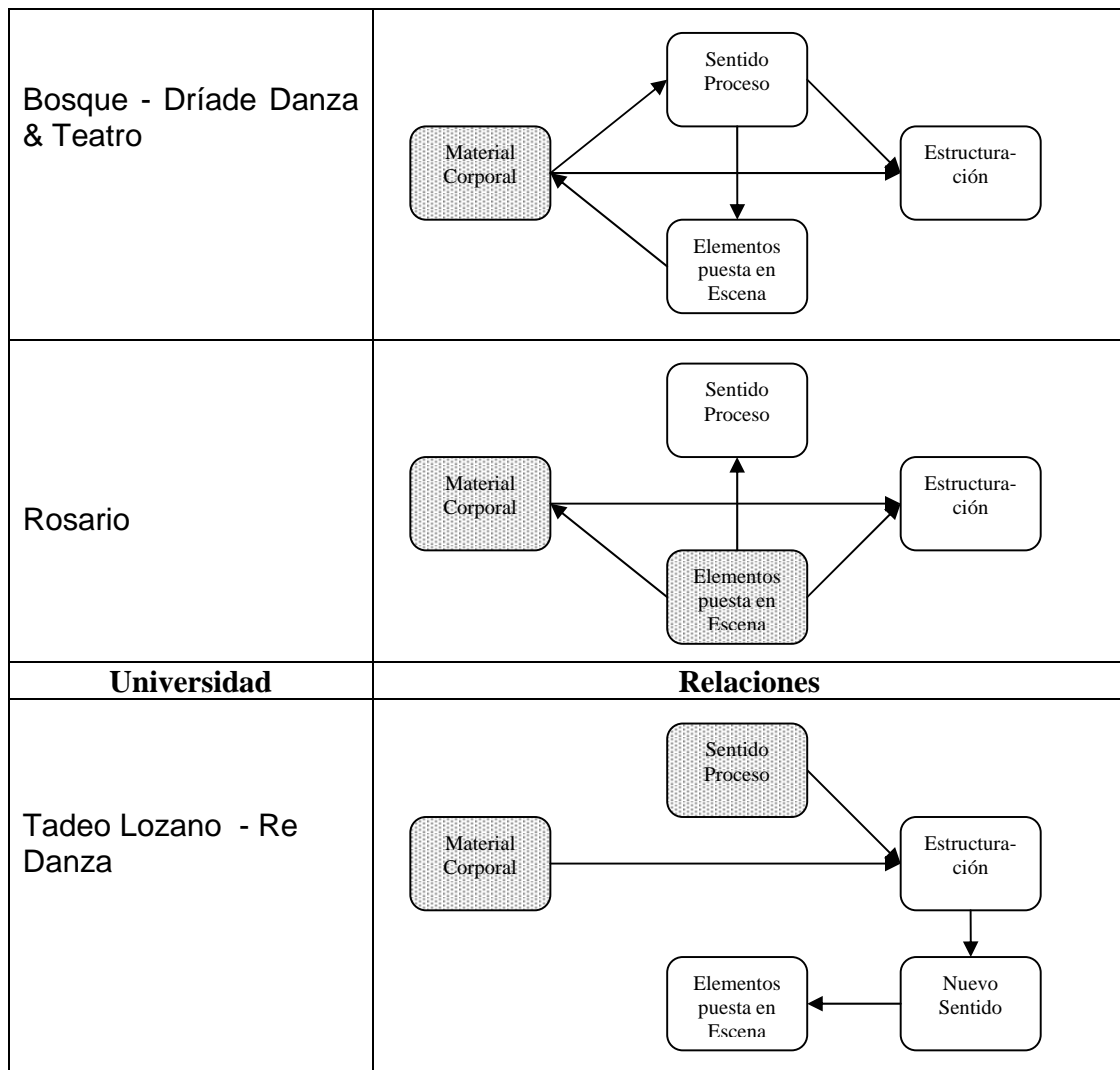 Bosque - Dríade Danza
& Teatro
Sentido
Proceso
Material
Corporal
Estructura-
ción
Elementos
puesta en
Escena
Rosario
Sentido
Proceso
Material
Corporal
Estructura-
ción
Elementos
puesta en
Escena
Universidad
Relaciones
Tadeo Lozano - Re
Danza
Sentido
Proceso
Material
Corporal
Estructura-
ción
Elementos
puesta en
Escena
Nuevo
Sentido